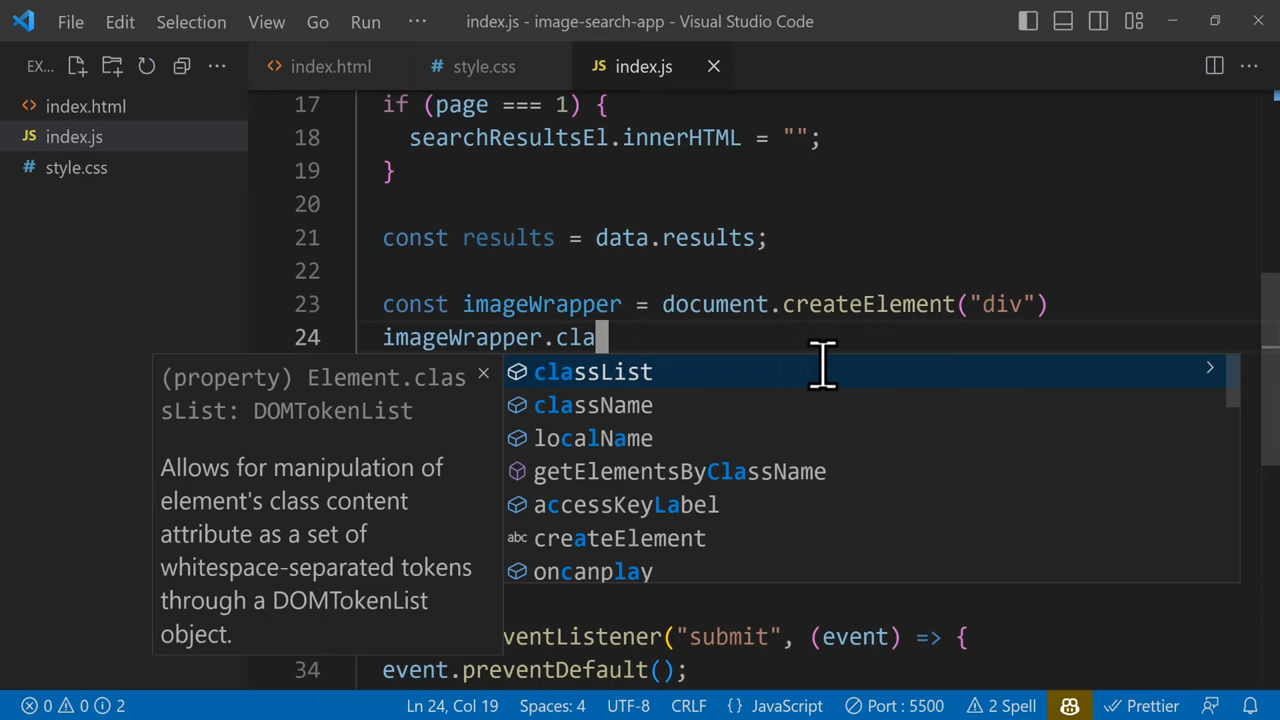 File Edit Selection View Go Run ··· index.js - image-search-app - Visual Studio Code
EX... ···
index.html style.css JS index.js ···
index.html
JS index.js
# style.css
17 if (page === 1) {
18 searchResultsEl.innerHTML = "";
19 }
20
21 const results = data.results;
22
23 const imageWrapper = document.createElement("div")
24 imageWrapper.cla
(property) Element.clas
sList: DOMTokenList
Allows for manipulation of
element's class content
attribute as a set of
whitespace-separated tokens
through a DOMTokenList
object.
classList
className
localName
getElementsByClassName
accessKeyLabel
abc createElement
oncanplay
ventListener("submit", (event) => {
34 event.preventDefault();
0 0 2 Ln 24, Col 19 Spaces: 4 UTF-8 CRLF {} JavaScript Port : 5500 2 Spell Prettier